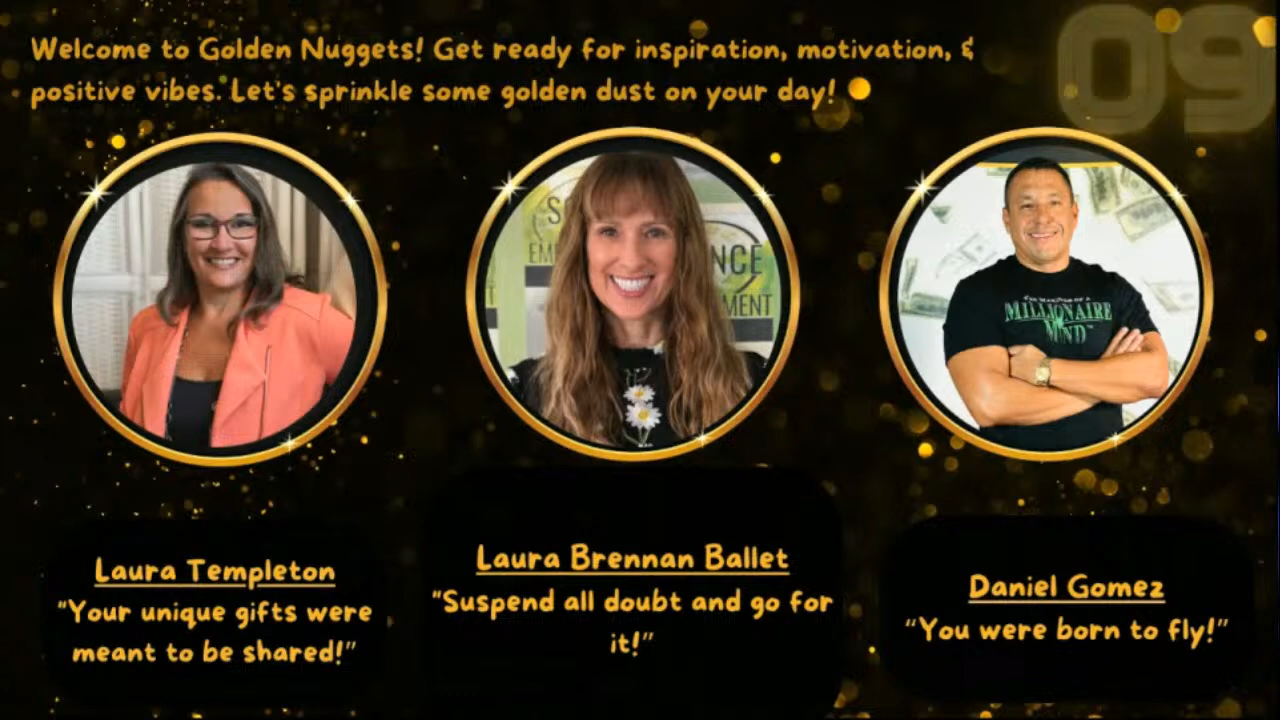 Welcome to Golden Nuggets! Get ready for inspiration, motivation, &
positive vibes. Let's sprinkle some golden dust on your day!
09
NCE
MENT
MILLIONAIRE
MIND
Laura Templeton
"Your unique gifts were
meant to be shared!"
Laura Brennan Ballet
"Suspend all doubt and go for
it!"
Daniel Gomez
"You were born to fly!"